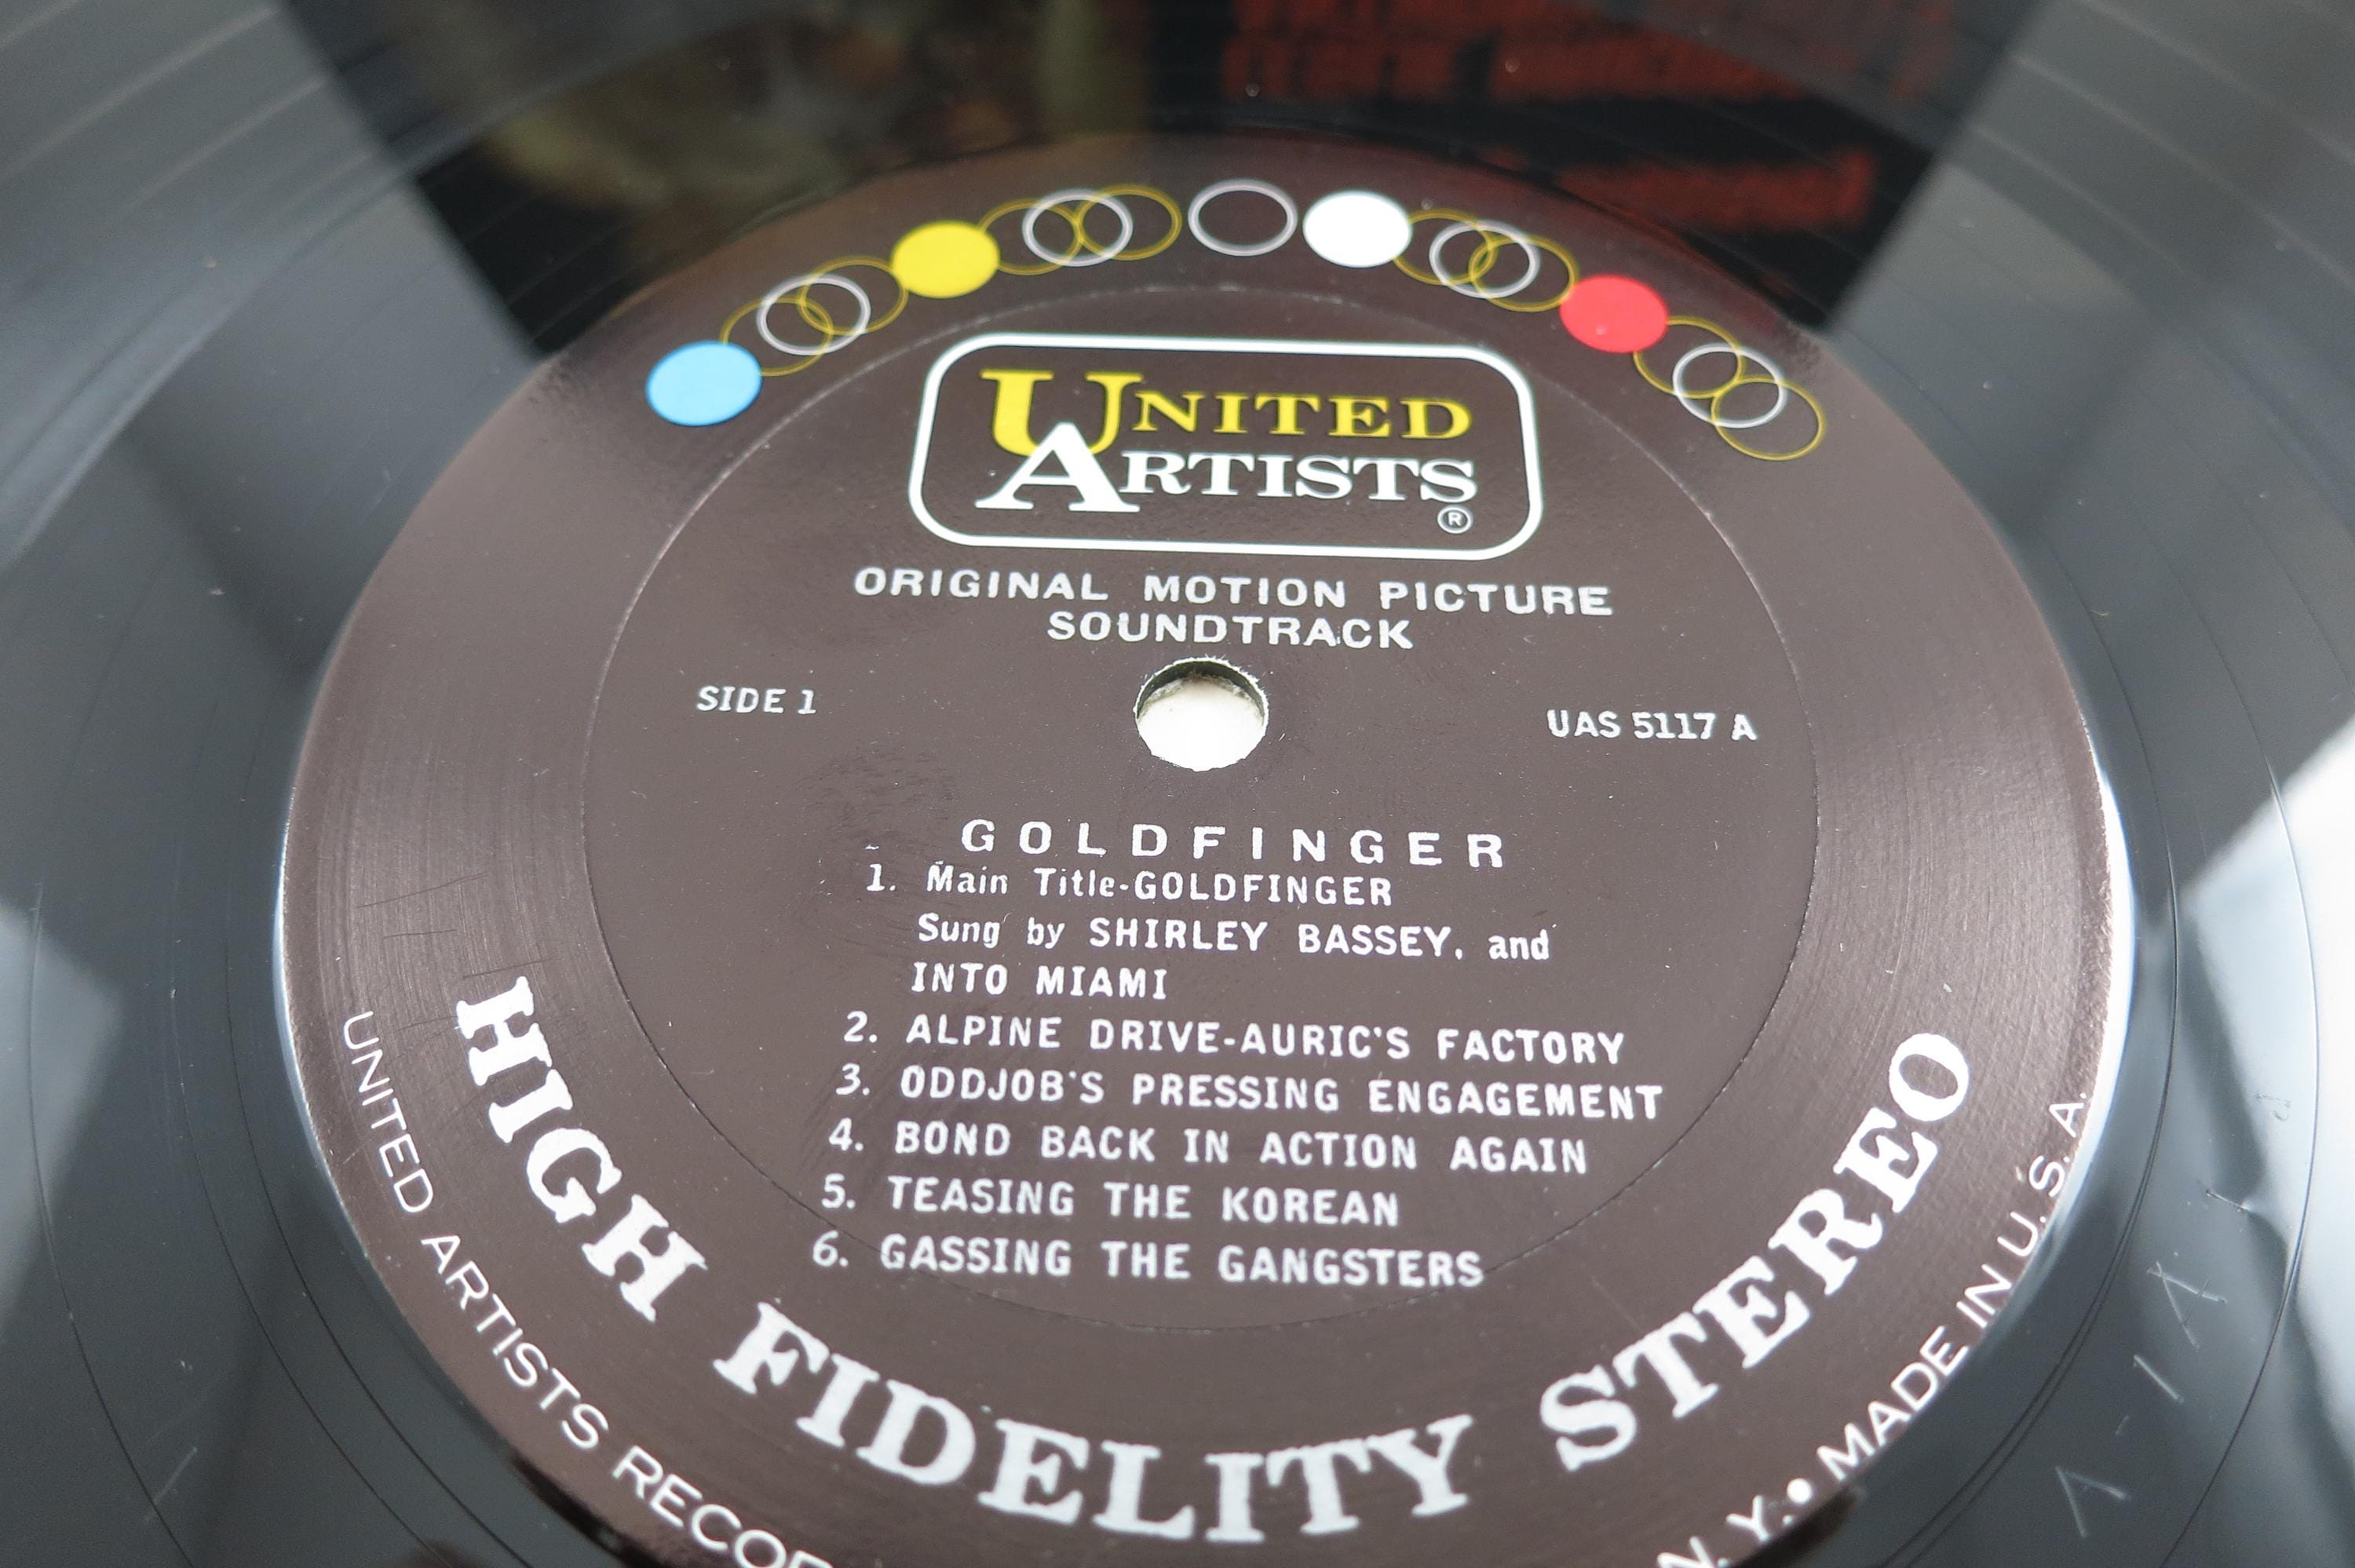 UNITED
ARTISTS
®
ORIGINAL MOTION PICTURE
SOUNDTRACK
SIDE 1
UAS 5117 A
GOLDFINGER
1. Main Title-GOLDFINGER
Sung by SHIRLEY BASSEY, and
INTO MIAMI
2. ALPINE DRIVE-AURIC'S FACTORY
3. ODDJOB'S PRESSING ENGAGEMENT
4. BOND BACK IN ACTION AGAIN
5. TEASING THE KOREAN
6. GASSING THE GANGSTERS
HIGH FIDELITY STEREO
UNITED ARTISTS RECOR
N. Y. • MADE IN U.S.A.